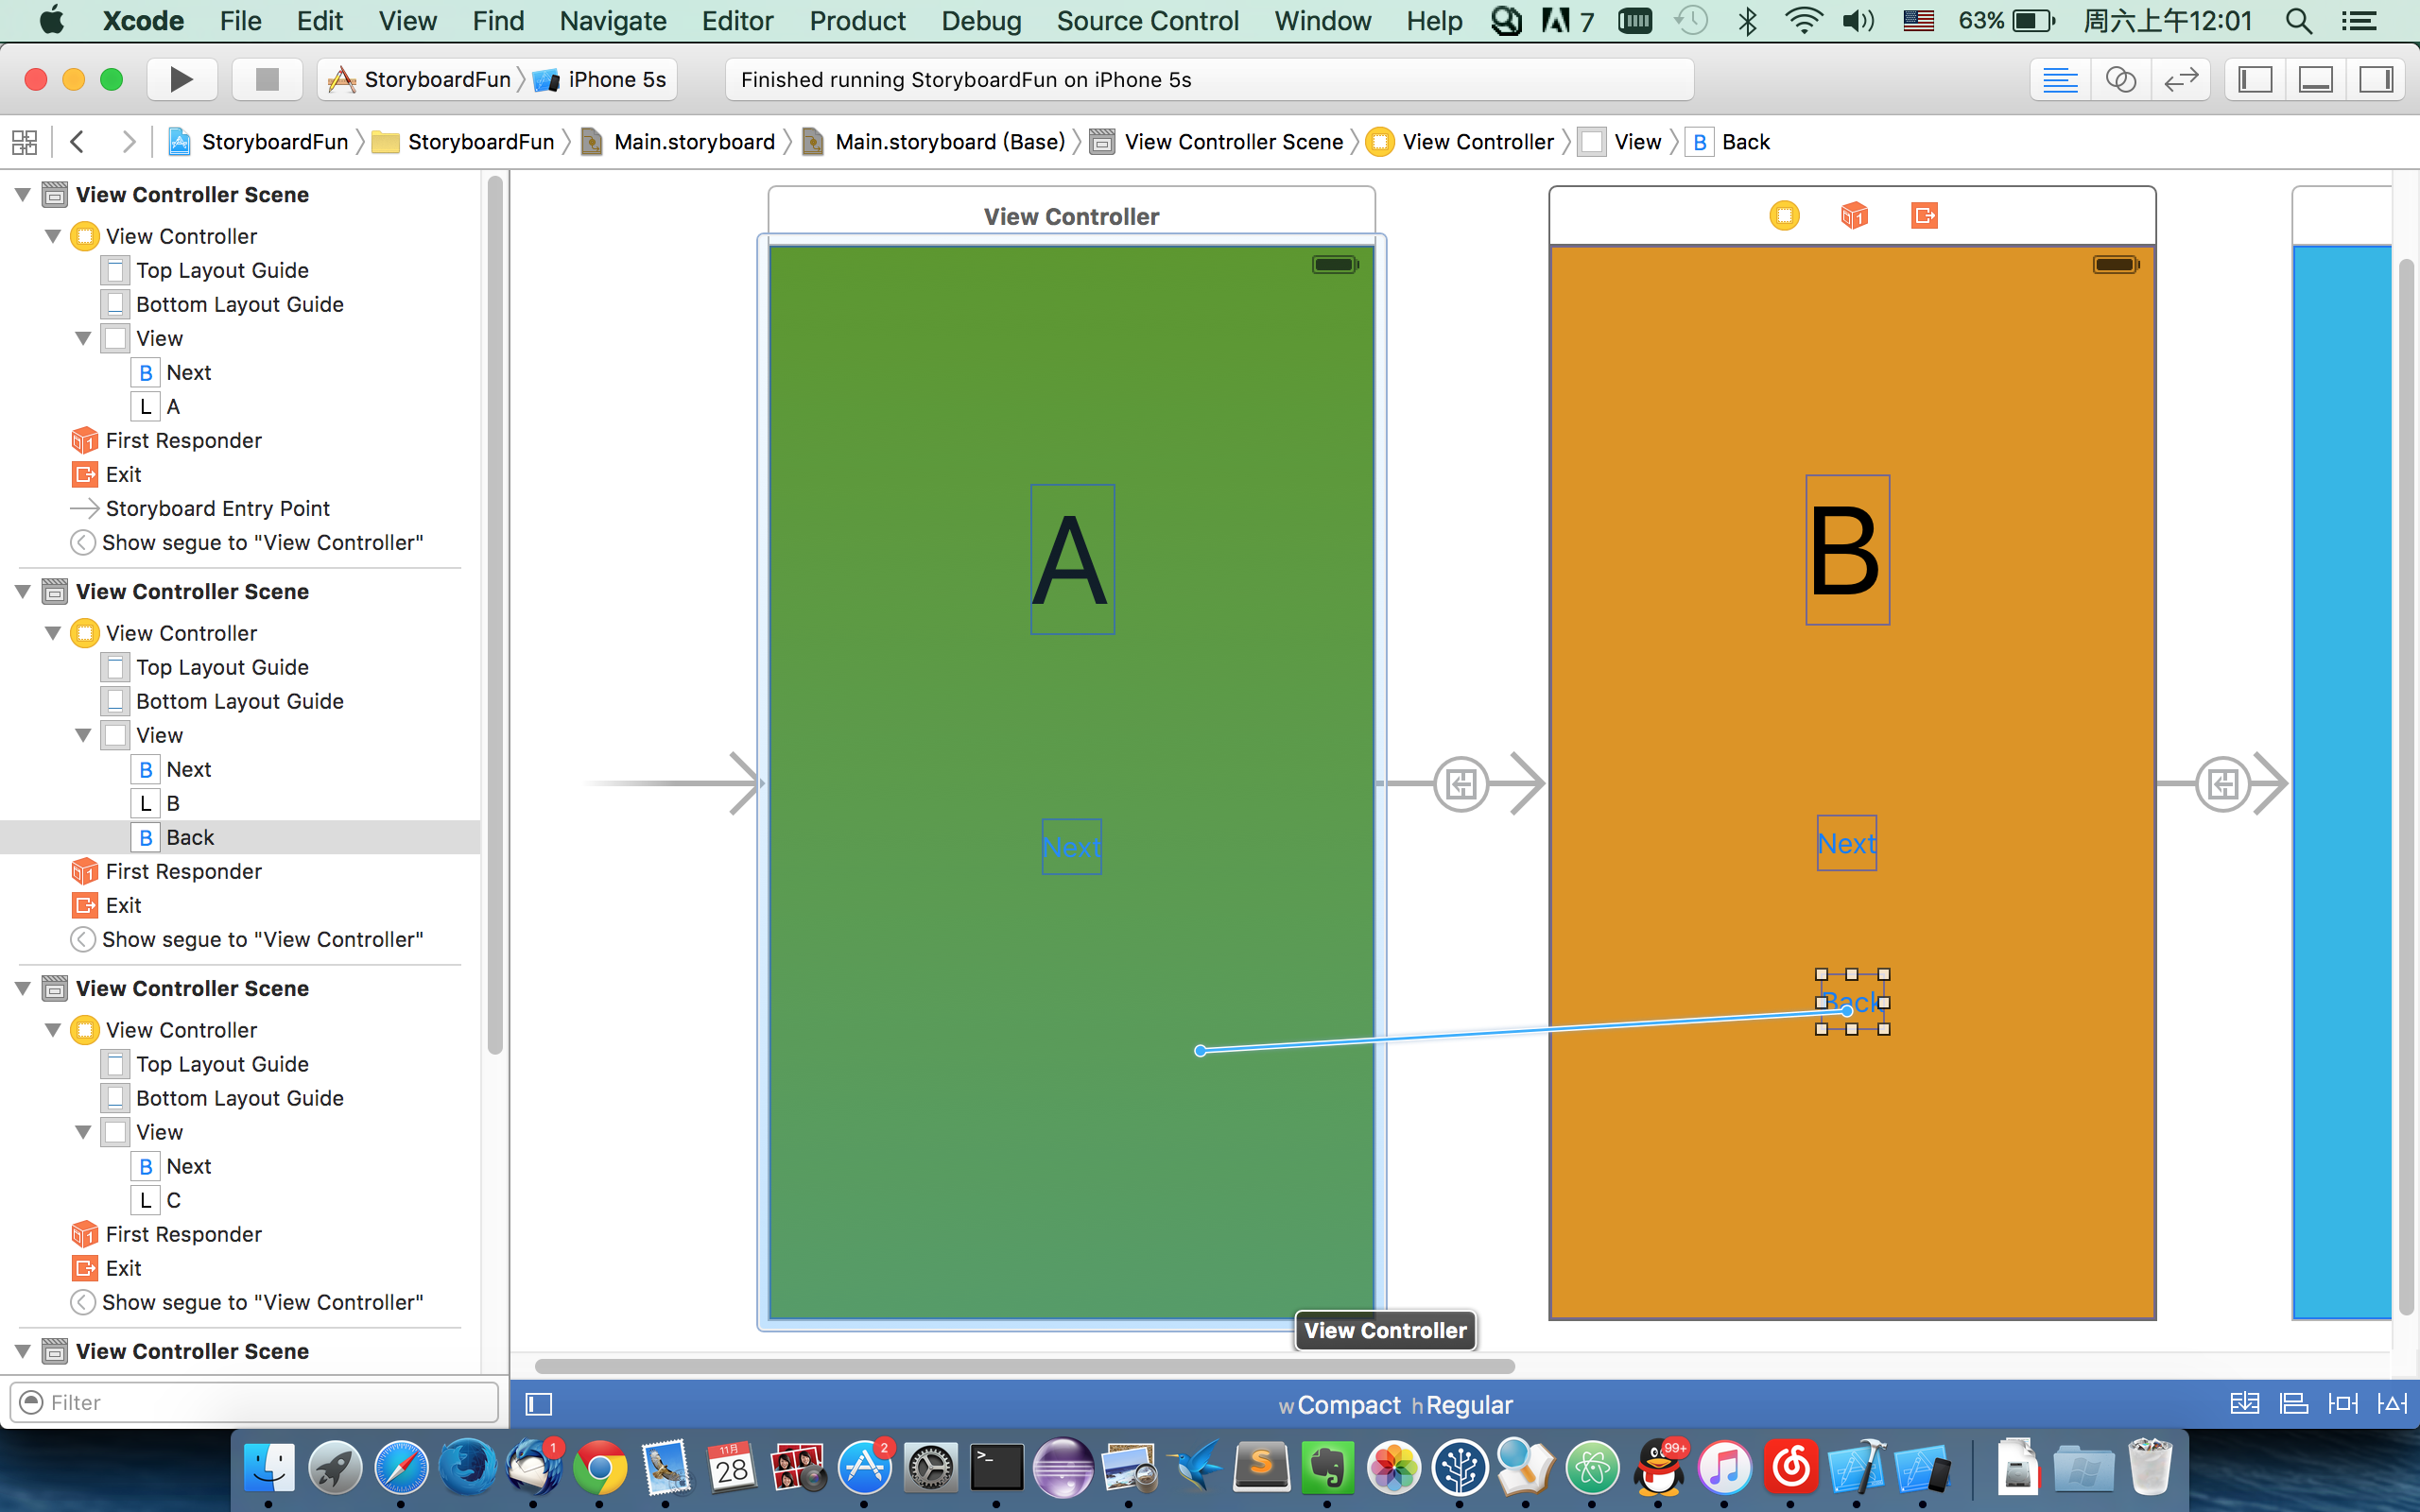 Xcode File Edit View Find Navigate Editor Product Debug Source Control Window Help 7 63% 周六上午12:01
StoryboardFun iPhone 5s Finished running StoryboardFun on iPhone 5s
StoryboardFun StoryboardFun Main.storyboard Main.storyboard (Base) View Controller Scene View Controller View B Back
View Controller Scene
View Controller
Top Layout Guide
Bottom Layout Guide
View
B Next
L A
First Responder
Exit
Storyboard Entry Point
Show segue to "View Controller"
View Controller Scene
View Controller
Top Layout Guide
Bottom Layout Guide
View
B Next
L B
B Back
First Responder
Exit
Show segue to "View Controller"
View Controller Scene
View Controller
Top Layout Guide
Bottom Layout Guide
View
B Next
L C
First Responder
Exit
Show segue to "View Controller"
View Controller Scene
Filter
View Controller
A
Next
B
Next
Back
View Controller
wCompact hRegular
1
11月
28
2
99+